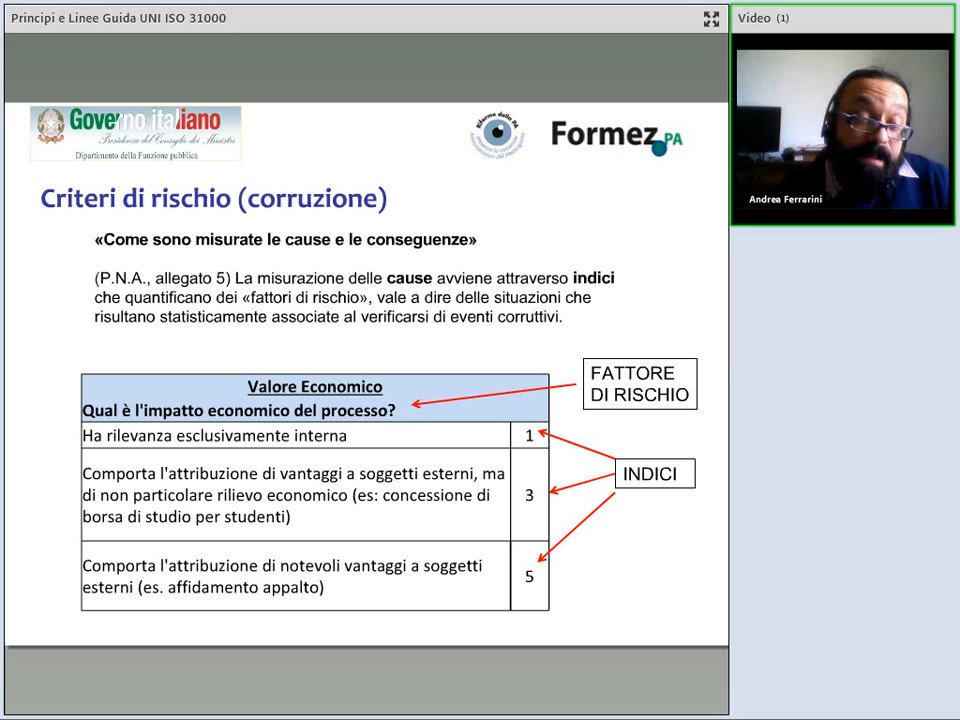 Principi e Linee Guida UNI ISO 31000
Video (1)
Governo italiano
Presidenza del Consiglio dei Ministri
Dipartimento della Funzione pubblica
Riforma della PA
Formez PA
Andrea Ferrarini
Criteri di rischio (corruzione)
«Come sono misurate le cause e le conseguenze»
(P.N.A., allegato 5) La misurazione delle cause avviene attraverso indici
che quantificano dei «fattori di rischio», vale a dire delle situazioni che
risultano statisticamente associate al verificarsi di eventi corruttivi.
FATTORE
DI RISCHIO
Valore Economico
Qual è l'impatto economico del processo?
Ha rilevanza esclusivamente interna 1
INDICI
Comporta l'attribuzione di vantaggi a soggetti esterni, ma
di non particolare rilievo economico (es: concessione di 3
borsa di studio per studenti)
Comporta l'attribuzione di notevoli vantaggi a soggetti
esterni (es. affidamento appalto) 5